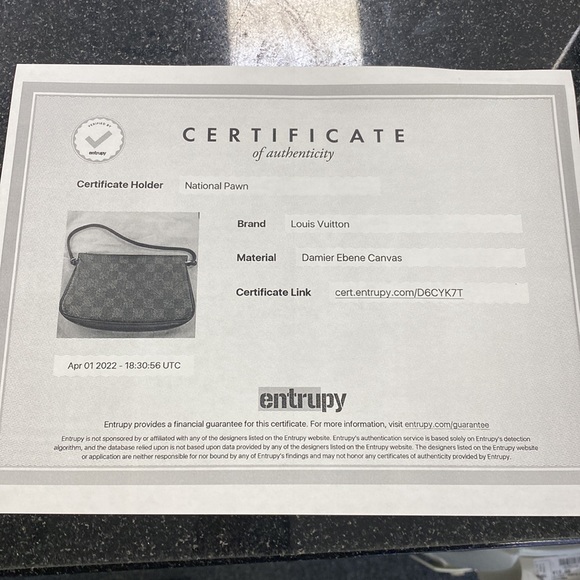 VERIFIED BY
entrupy
CERTIFICATE
of authenticity
Certificate Holder National Pawn
Brand Louis Vuitton
Material Damier Ebene Canvas
Certificate Link cert.entrupy.com/D6CYK7T
Apr 01 2022 - 18:30:56 UTC
entrupy
Entrupy provides a financial guarantee for this certificate. For more information, visit entrupy.com/guarantee
Entrupy is not sponsored by or affiliated with any of the designers listed on the Entrupy website. Entrupy's authentication service is based solely on Entrupy's detection
algorithm, and the database relied upon is not based upon data provided by any of the designers listed on the Entrupy website. The designers listed on the Entrupy website
or application are neither responsible for nor bound by any of Entrupy's findings and may not honor any certificates of authenticity provided by Entrupy.